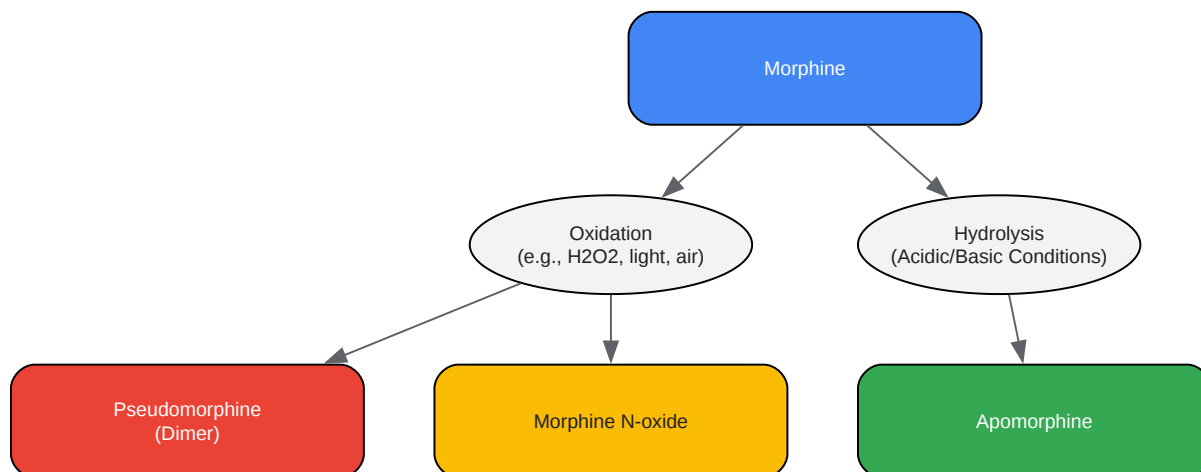 Morphine
Oxidation
(e.g., H2O2, light, air)
Hydrolysis
(Acidic/Basic Conditions)
Pseudomorphine
(Dimer)
Morphine N-oxide
Apomorphine